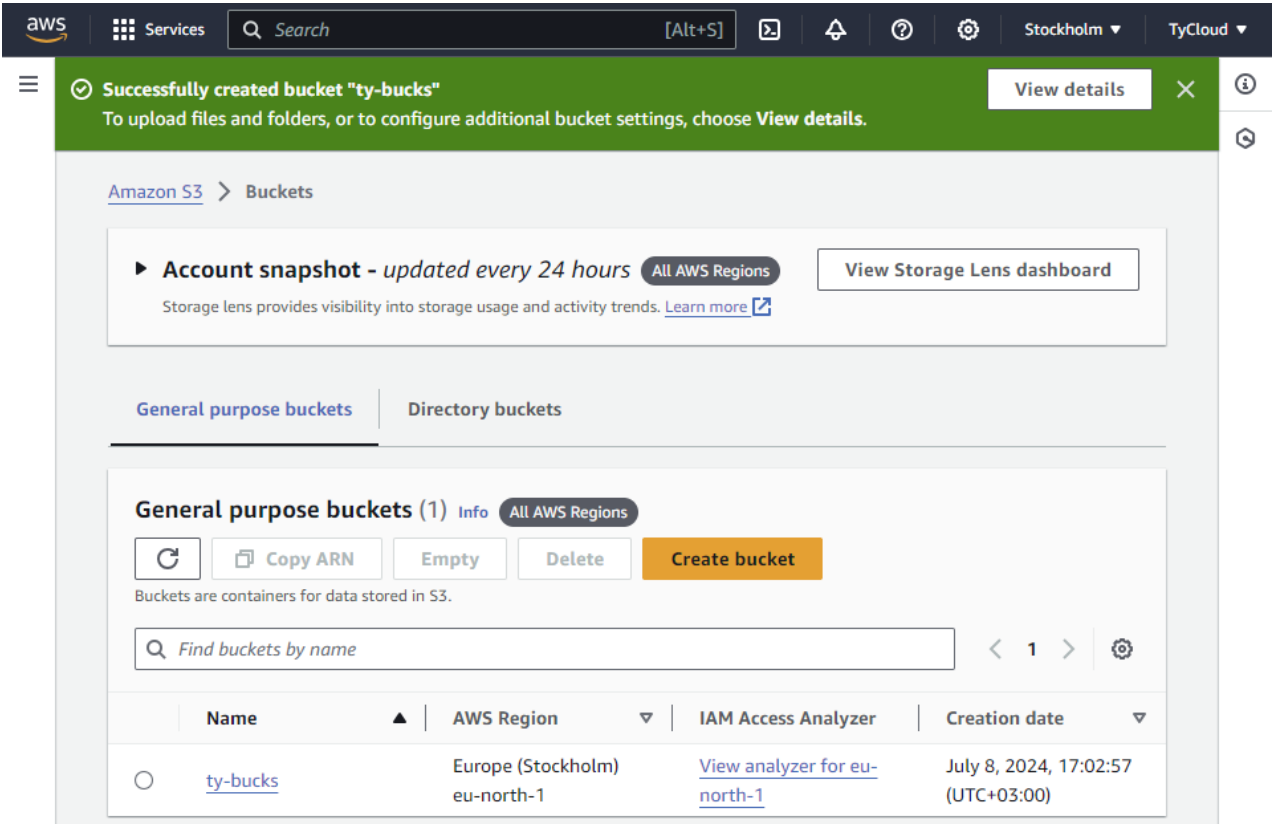 aws Services Search [Alt+S] Stockholm ▼ TyCloud ▼
Successfully created bucket "ty-bucks"
To upload files and folders, or to configure additional bucket settings, choose View details.
View details
Amazon S3 > Buckets
Account snapshot - updated every 24 hours All AWS Regions
View Storage Lens dashboard
Storage lens provides visibility into storage usage and activity trends. Learn more
General purpose buckets Directory buckets
General purpose buckets (1) Info All AWS Regions
Copy ARN Empty Delete Create bucket
Buckets are containers for data stored in S3.
Find buckets by name
1
Name AWS Region IAM Access Analyzer Creation date
ty-bucks Europe (Stockholm) View analyzer for eu- July 8, 2024, 17:02:57
eu-north-1 north-1 (UTC+03:00)